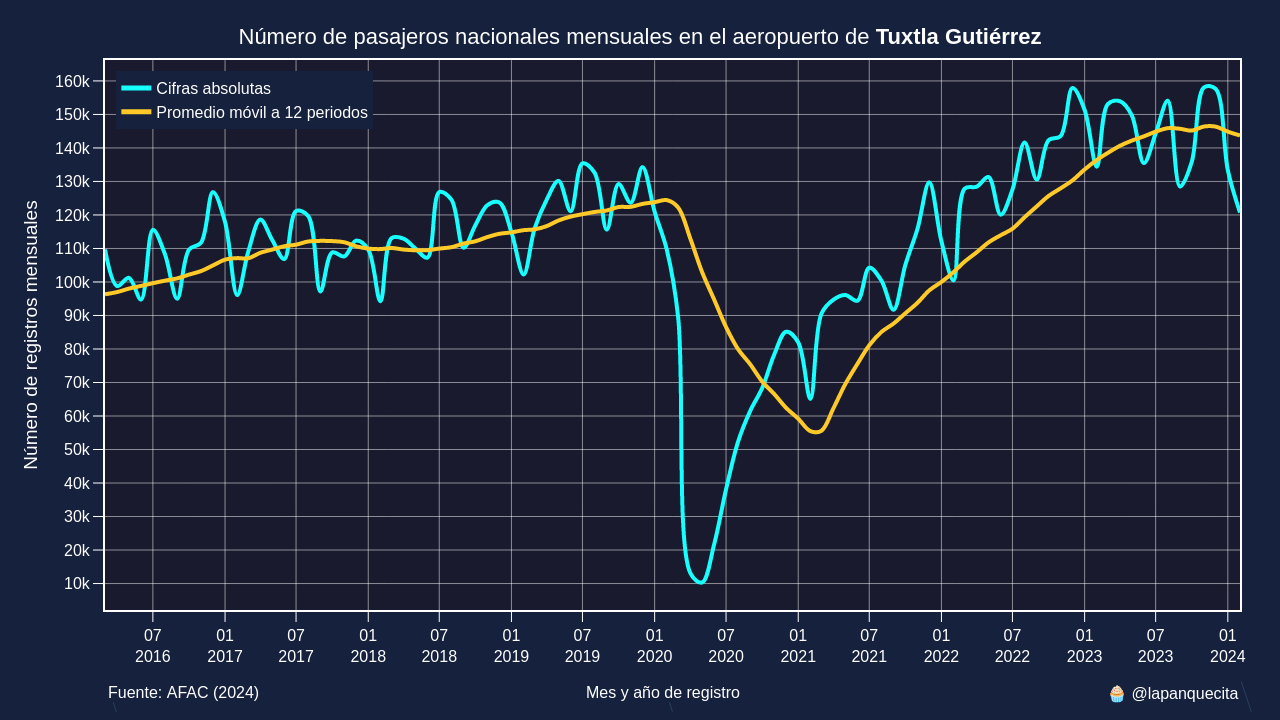 Número de pasajeros nacionales mensuales en el aeropuerto de Tuxtla Gutiérrez
Cifras absolutas
Promedio móvil a 12 periodos
Número de registros mensuales
160k
150k
140k
130k
120k
110k
100k
90k
80k
70k
60k
50k
40k
30k
20k
10k
07 01 07 01 07 01 07 01 07 01 07 01 07 01 07 01
2016 2017 2017 2018 2018 2019 2019 2020 2020 2021 2021 2022 2022 2023 2023 2024
Fuente: AFAC (2024) Mes y año de registro 🧁 @lapanquecita